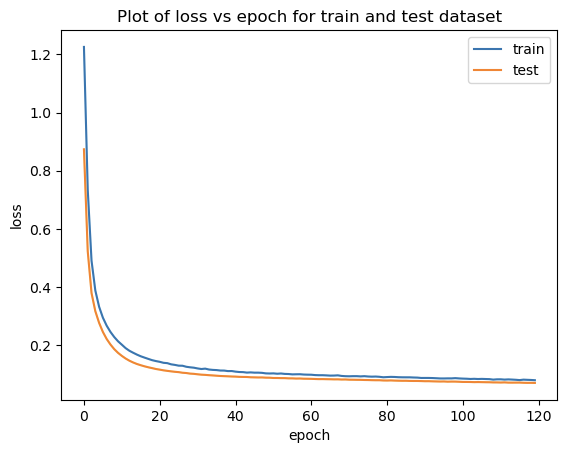 Plot of loss vs epoch for train and test dataset
train
test
loss
1.2
1.0
0.8
0.6
0.4
0.2
0
20
40
60
80
100
120
epoch